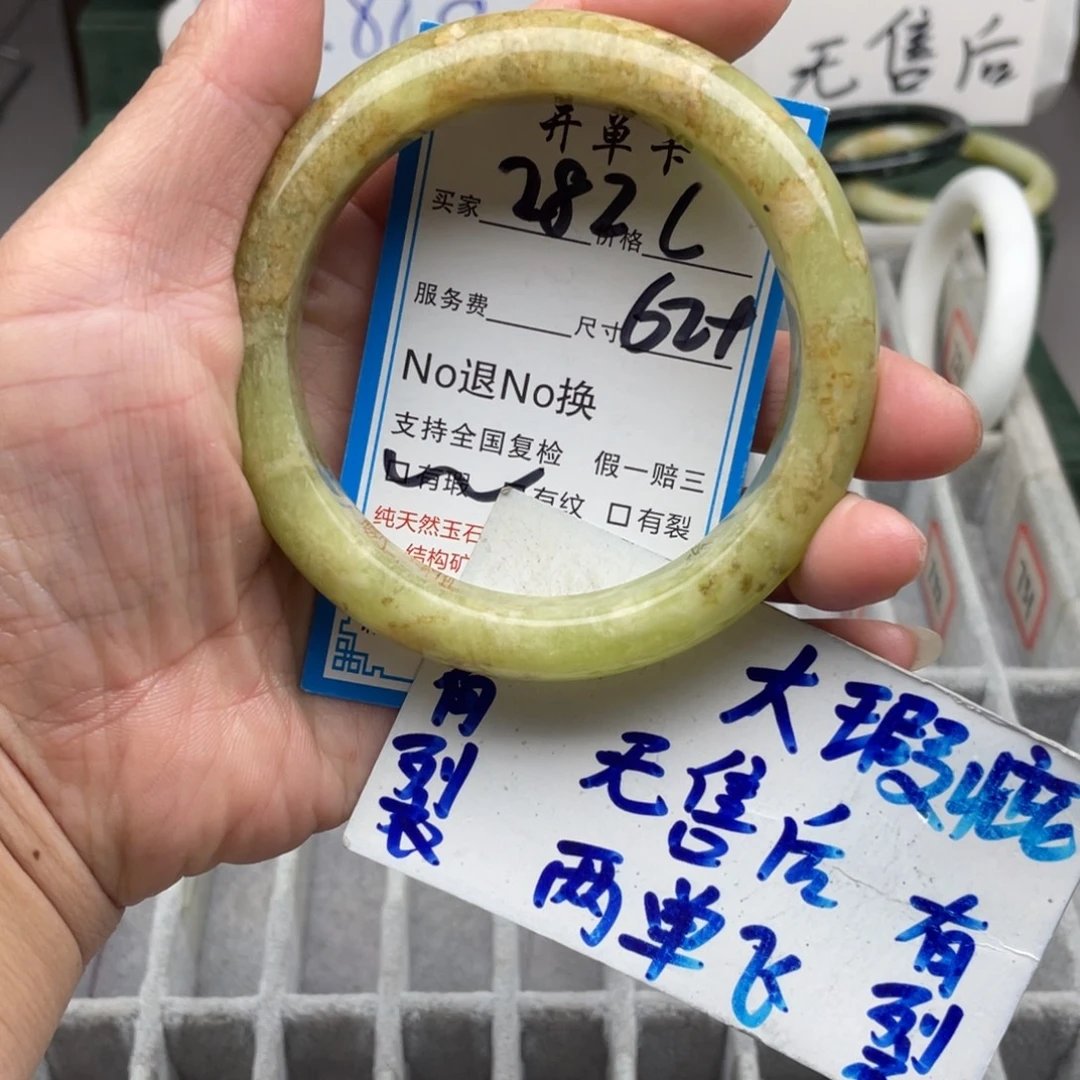 无售后
开单卡
买家 282 价格
服务费 尺寸 62+
No退No换
支持全国复检 假一赔三
口有瑕 有纹 口有裂
纯天然玉石
结构矿
大瑕疵
有裂
无售后
两单飞
有裂